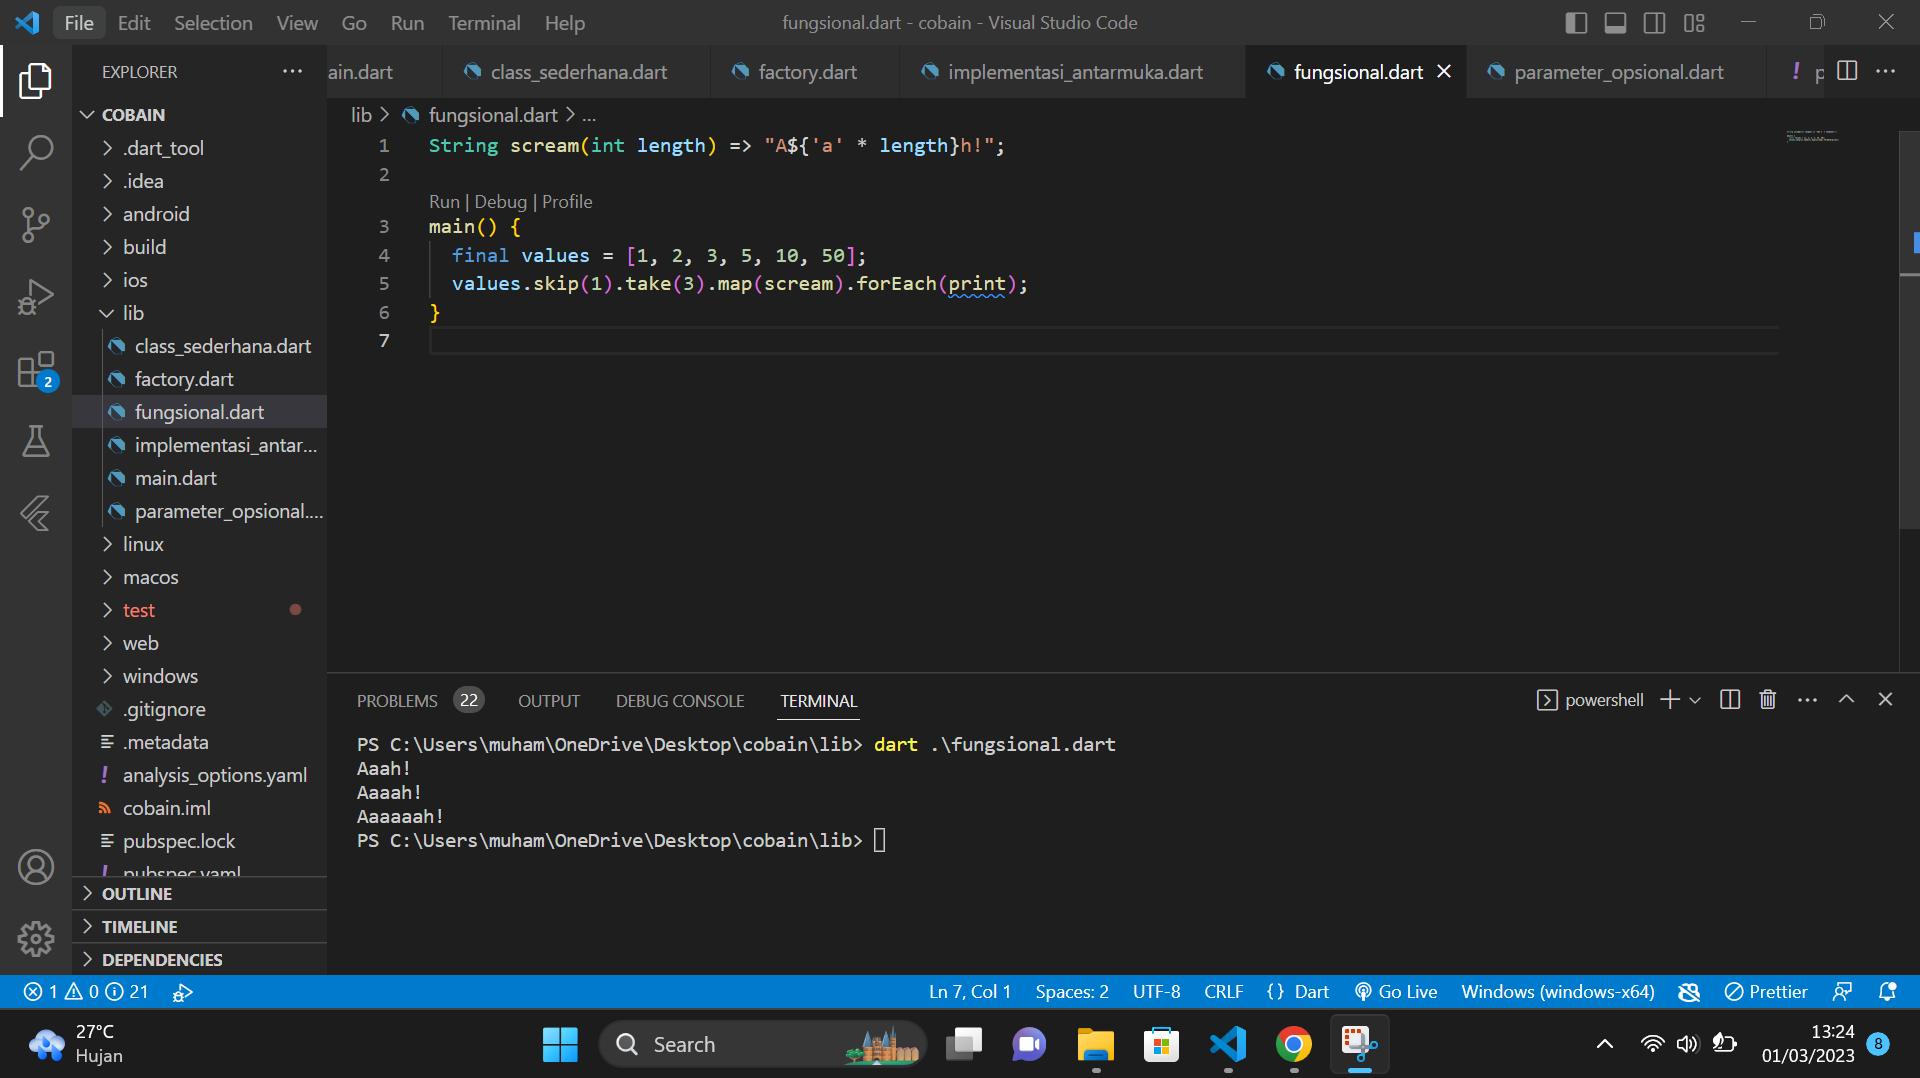 File Edit Selection View Go Run Terminal Help
fungsional.dart - cobain - Visual Studio Code
EXPLORER
COBAIN
.dart_tool
.idea
android
build
ios
lib
class_sederhana.dart
factory.dart
fungsional.dart
implementasi_antar...
main.dart
parameter_opsional....
linux
macos
test
web
windows
.gitignore
.metadata
analysis_options.yaml
cobain.iml
pubspec.lock
pubspec.yaml
OUTLINE
TIMELINE
DEPENDENCIES
2
ain.dart class_sederhana.dart factory.dart implementasi_antarmuka.dart fungsional.dart parameter_opsional.dart ! p
lib > fungsional.dart > ...
1 String scream(int length) => "A${'a' * length}h!";
2
Run | Debug | Profile
3 main() {
4 final values = [1, 2, 3, 5, 10, 50];
5 values.skip(1).take(3).map(scream).forEach(print);
6 }
7
PROBLEMS 22 OUTPUT DEBUG CONSOLE TERMINAL
powershell
PS C:\Users\muham\OneDrive\Desktop\cobain\lib> dart .\fungsional.dart
Aaah!
Aaaah!
Aaaaaah!
PS C:\Users\muham\OneDrive\Desktop\cobain\lib>
1 0 21
Ln 7, Col 1 Spaces: 2 UTF-8 CRLF {} Dart Go Live Windows (windows-x64) Prettier
27°C
Hujan
Search
13:24
01/03/2023
8